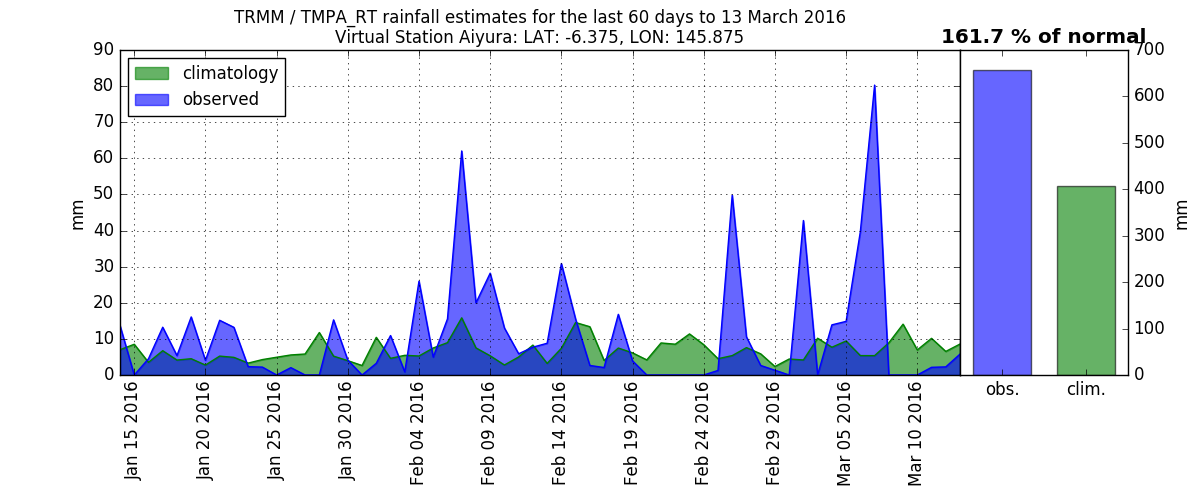 TRMM / TMPA_RT rainfall estimates for the last 60 days to 13 March 2016
Virtual Station Aiyura: LAT: -6.375, LON: 145.875
161.7 % of normal
climatology
observed
mm
90
80
70
60
50
40
30
20
10
0
Jan 15 2016
Jan 20 2016
Jan 25 2016
Jan 30 2016
Feb 04 2016
Feb 09 2016
Feb 14 2016
Feb 19 2016
Feb 24 2016
Feb 29 2016
Mar 05 2016
Mar 10 2016
obs.
clim.
700
600
500
400
300
200
100
0
mm